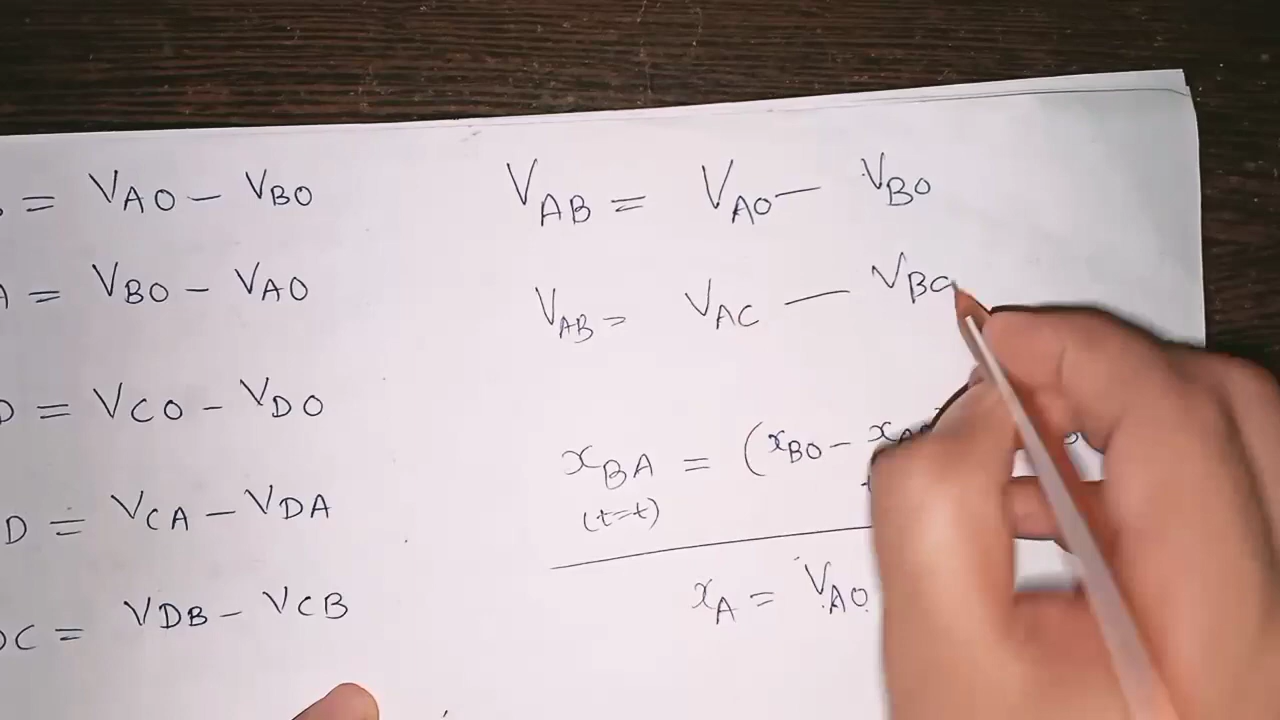 = VAO - VBO
= VBO - VAO
D = VCO - VDO
D = VCA - VDA
C = VDB - VCB
VAB = VAO - VBO
VAB = VAC - VBC
xBA = (xBO -
(t=t)
xA = VAO